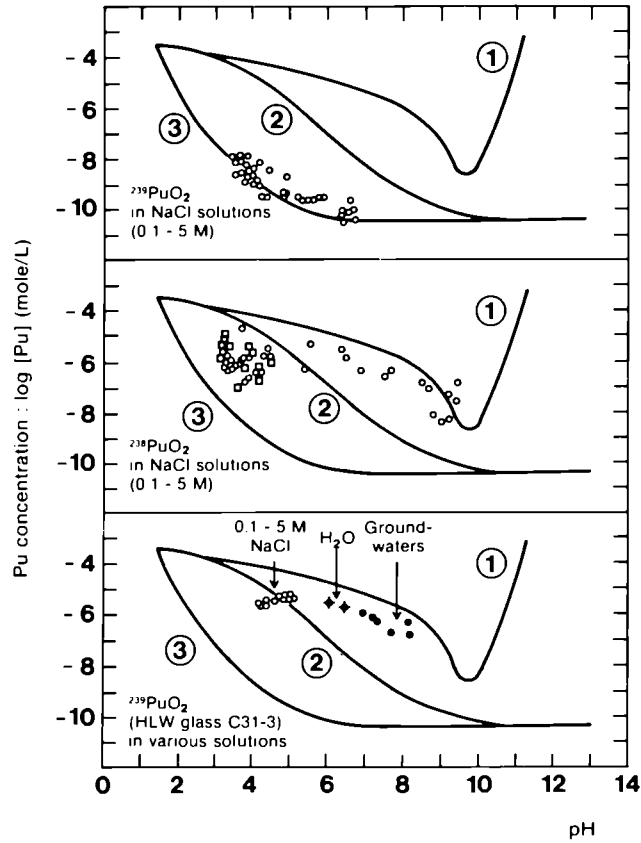 Pu concentration : log [Pu] (mole/L)
- 4
- 6
- 8
- 10
1
2
3
²³⁹PuO₂
in NaCl solutions
(0 1 - 5 M)
- 4
- 6
- 8
- 10
1
2
3
²³⁸PuO₂
in NaCl solutions
(0 1 - 5 M)
- 4
- 6
- 8
- 10
0.1 - 5 M
NaCl
H₂O
Ground-
waters
1
2
3
²³⁹PuO₂
(HLW glass C31-3)
in various solutions
0 2 4 6 8 10 12 14
pH